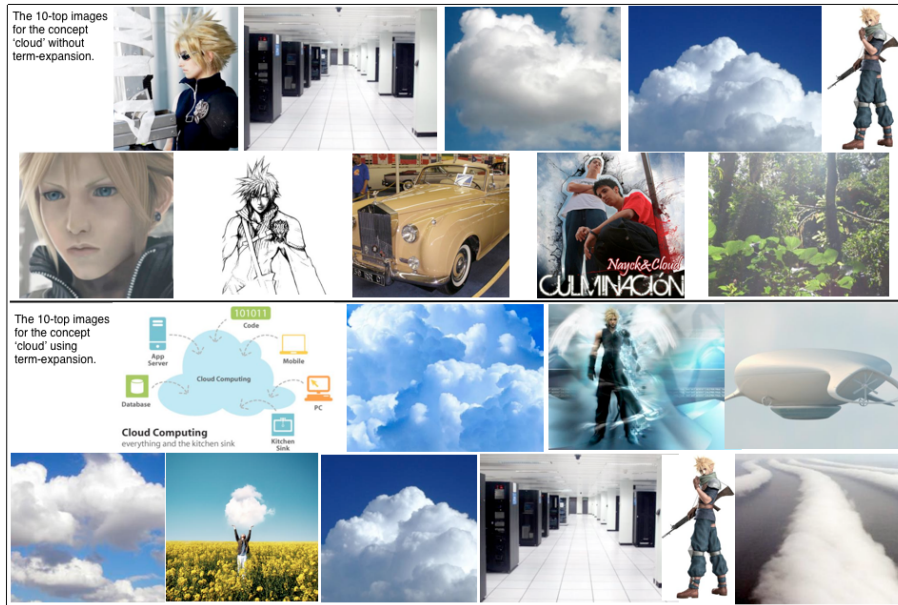 The 10-top images
for the concept
'cloud' without
term-expansion.
Nayck&Cloud
CULMINACION
The 10-top images
for the concept
'cloud' using
term-expansion.
101011
Code
App
Server
Mobile
Cloud Computing
Database
PC
Kitchen
Sink
Cloud Computing
everything and the kitchen sink